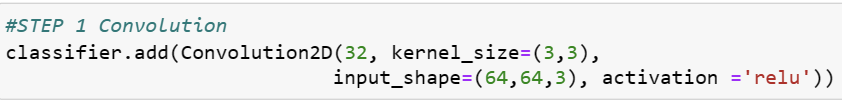 #STEP 1 Convolution
classifier.add(Convolution2D(32, kernel_size=(3,3),
input_shape=(64,64,3), activation ='relu'))